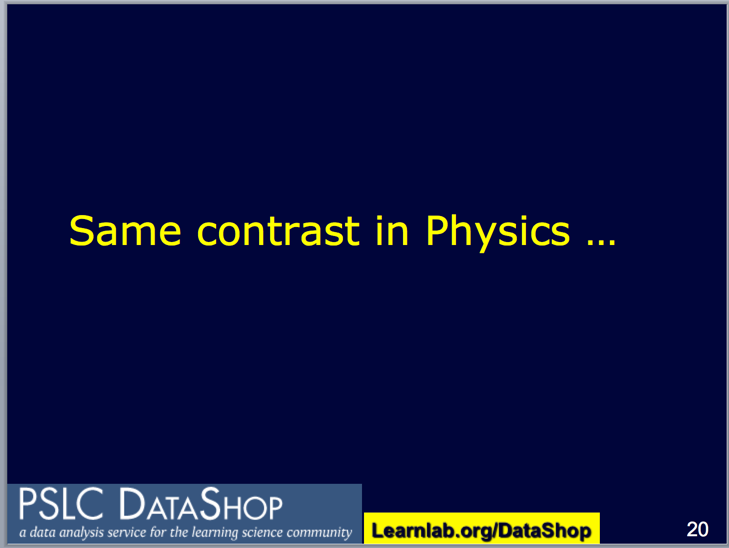 Same contrast in Physics …
PSLC DATASHOP
a data analysis service for the learning science community
Learnlab.org/DataShop
20